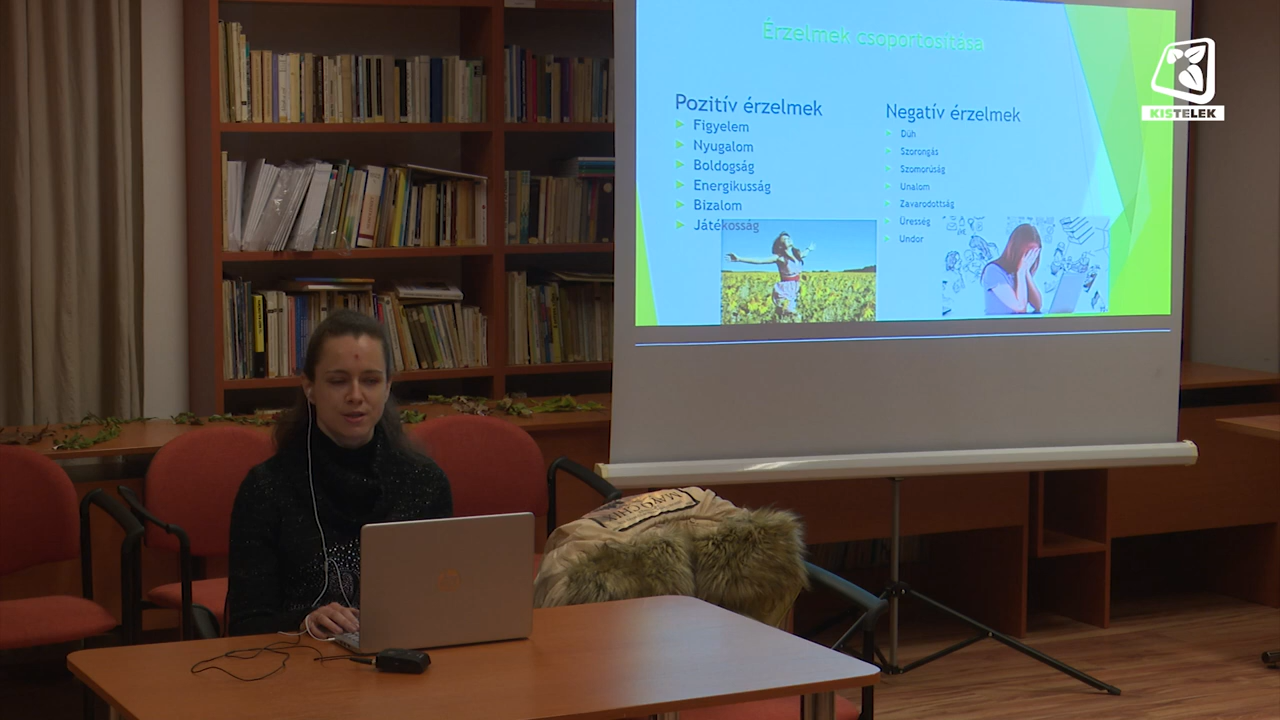 Érzelmek csoportosítása
KISTELEK
Pozitív érzelmek
Figyelem
Nyugalom
Boldogság
Energikusság
Bizalom
Játékosság
Negatív érzelmek
Düh
Szorongás
Szomorúság
Unalom
Zavarodottság
Üresség
Undor